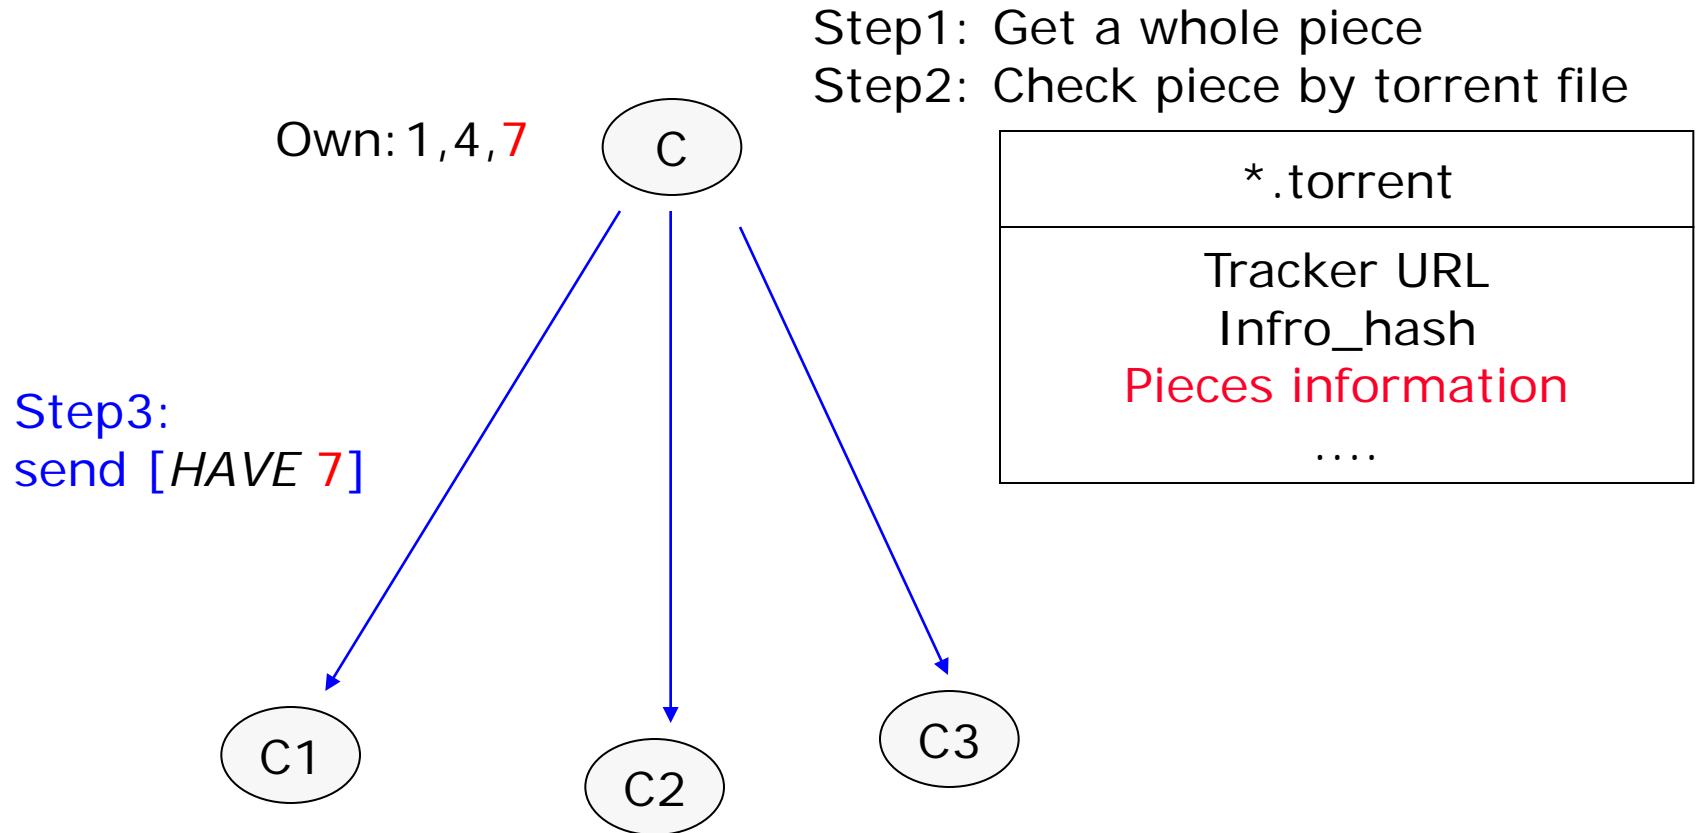 Step1: Get a whole piece
Step2: Check piece by torrent file
Own:1,4,7
C
*.torrent
Tracker URL
Infro_hash
Pieces information
....
Step3:
send [HAVE 7]
C1
C2
C3